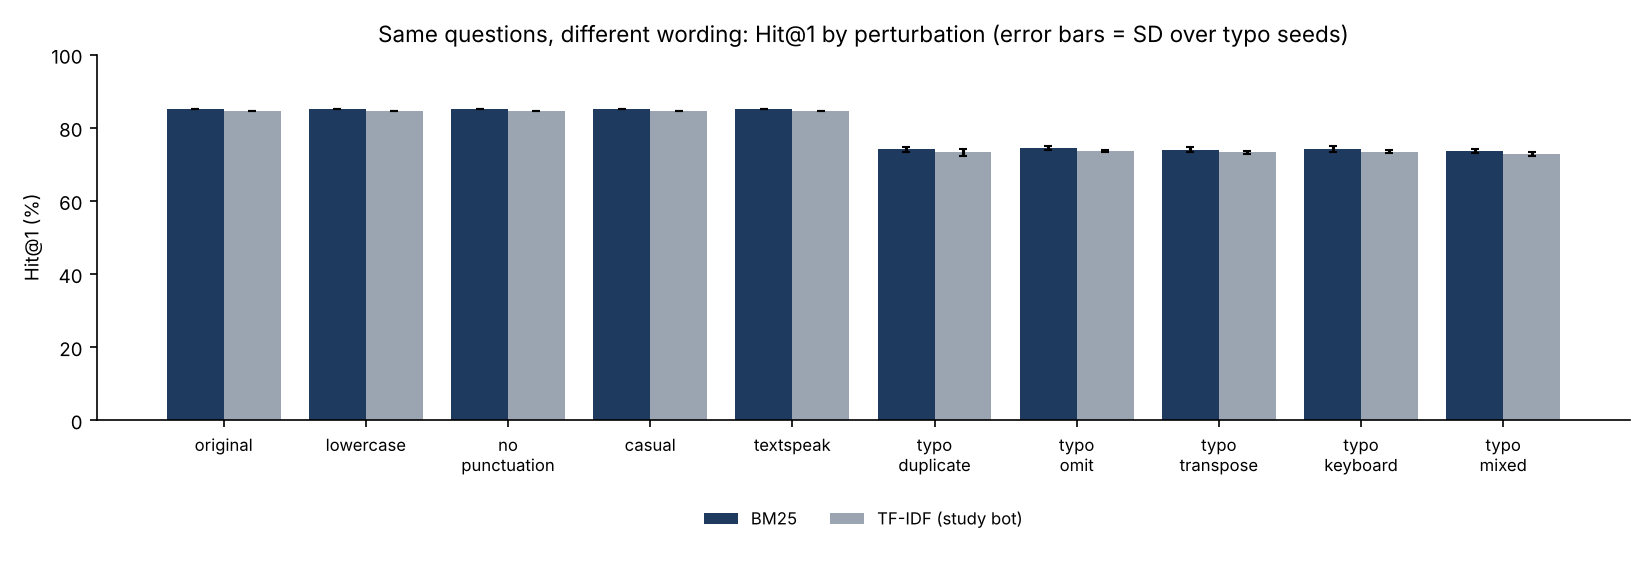 Same questions, different wording: Hit@1 by perturbation (error bars = SD over typo seeds)
Hit@1 (%)
100
80
60
40
20
0
original
lowercase
no
punctuation
casual
textspeak
typo
duplicate
typo
omit
typo
transpose
typo
keyboard
typo
mixed
BM25
TF-IDF (study bot)